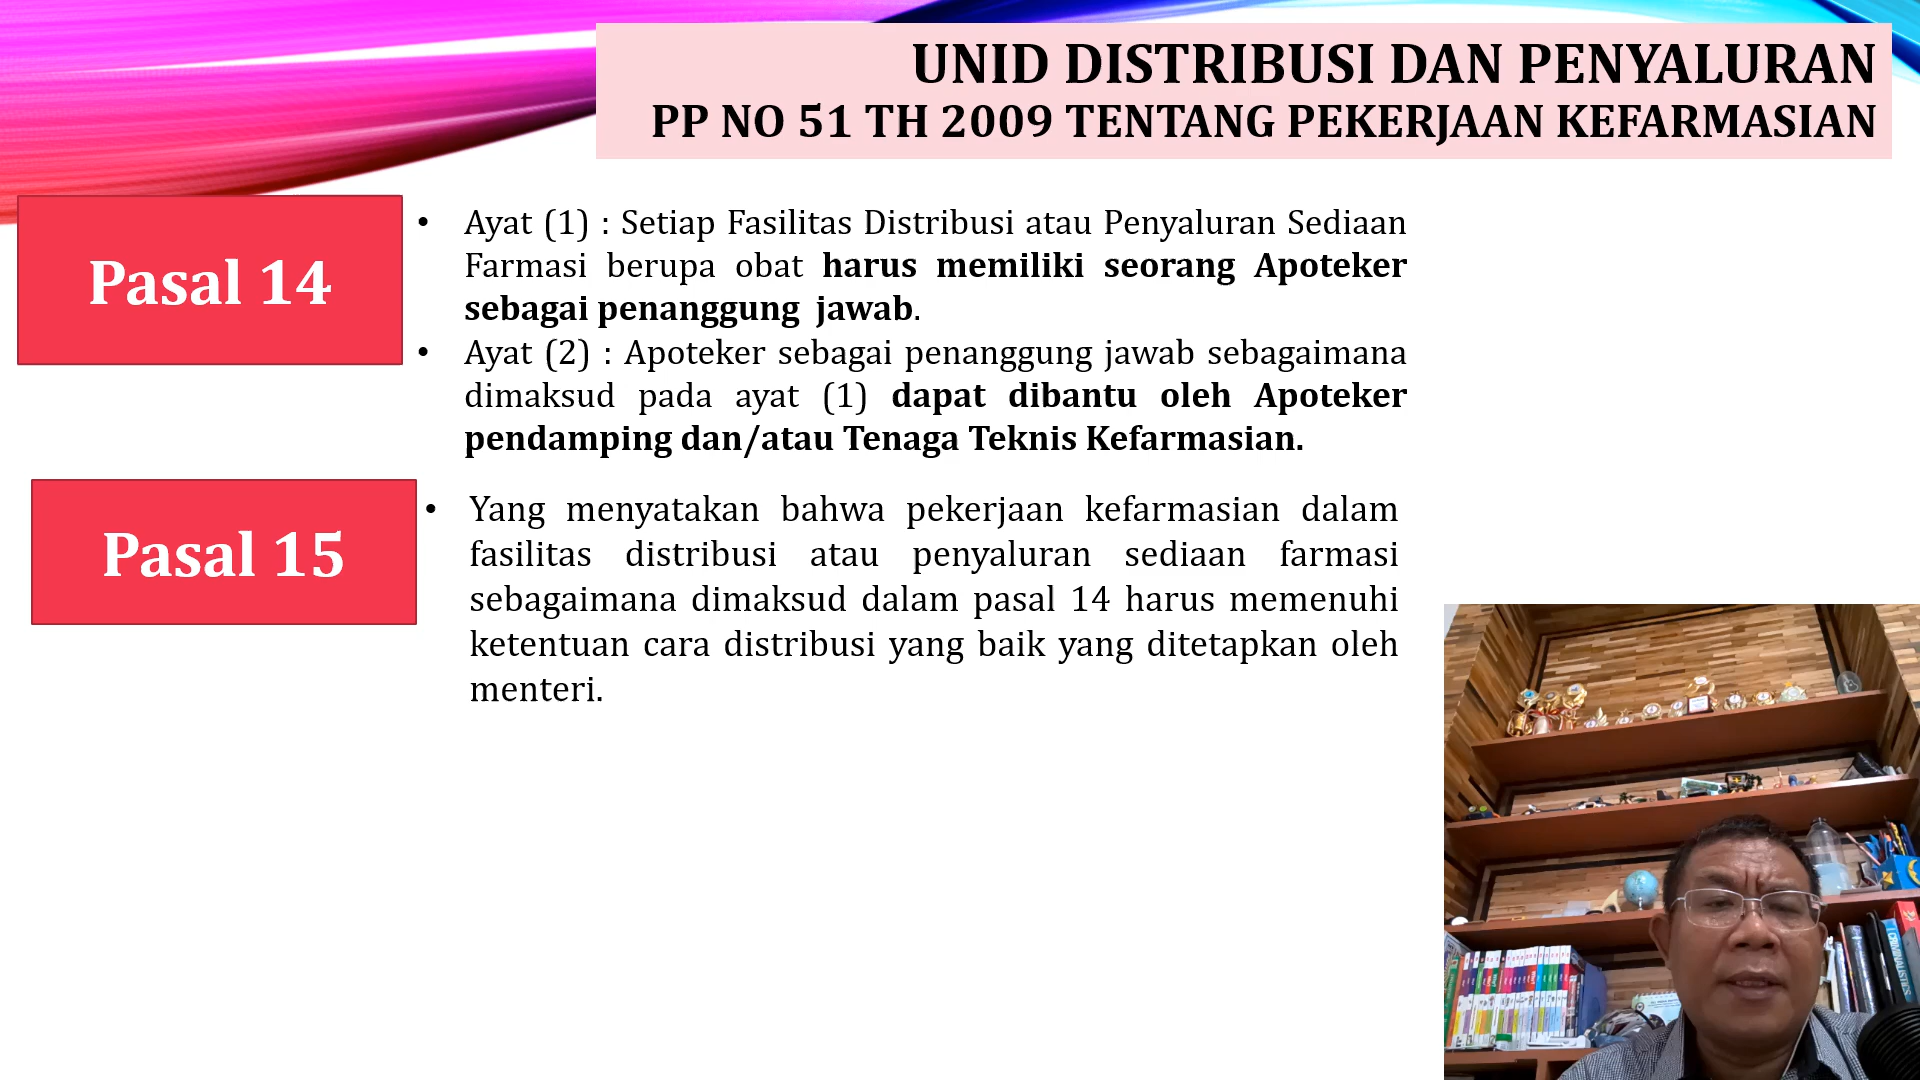 UNID DISTRIBUSI DAN PENYALURAN
PP NO 51 TH 2009 TENTANG PEKERJAAN KEFARMASIAN
Pasal 14
• Ayat (1) : Setiap Fasilitas Distribusi atau Penyaluran Sediaan
Farmasi berupa obat harus memiliki seorang Apoteker
sebagai penanggung jawab.
• Ayat (2) : Apoteker sebagai penanggung jawab sebagaimana
dimaksud pada ayat (1) dapat dibantu oleh Apoteker
pendamping dan/atau Tenaga Teknis Kefarmasian.
Pasal 15
• Yang menyatakan bahwa pekerjaan kefarmasian dalam
fasilitas distribusi atau penyaluran sediaan farmasi
sebagaimana dimaksud dalam pasal 14 harus memenuhi
ketentuan cara distribusi yang baik yang ditetapkan oleh
menteri.